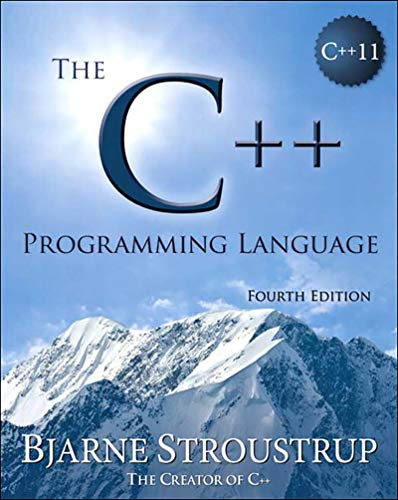 C++11
THE
C++
PROGRAMMING LANGUAGE
FOURTH EDITION
BJARNE STROUSTRUP
THE CREATOR OF C++